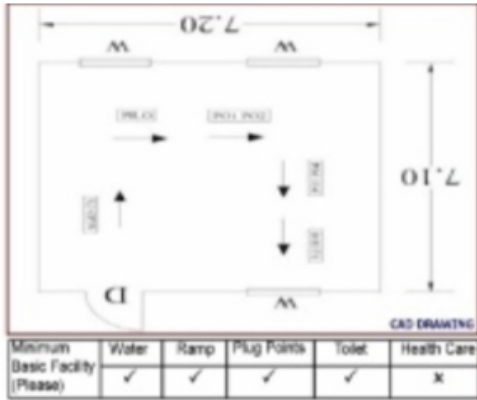 7.20
W W
7.10
D
W
CAD DRAWING
Minimum Basic Facility (Please) Water Ramp Plug Points Toilet Health Care
✓ ✓ ✓ ✓ x